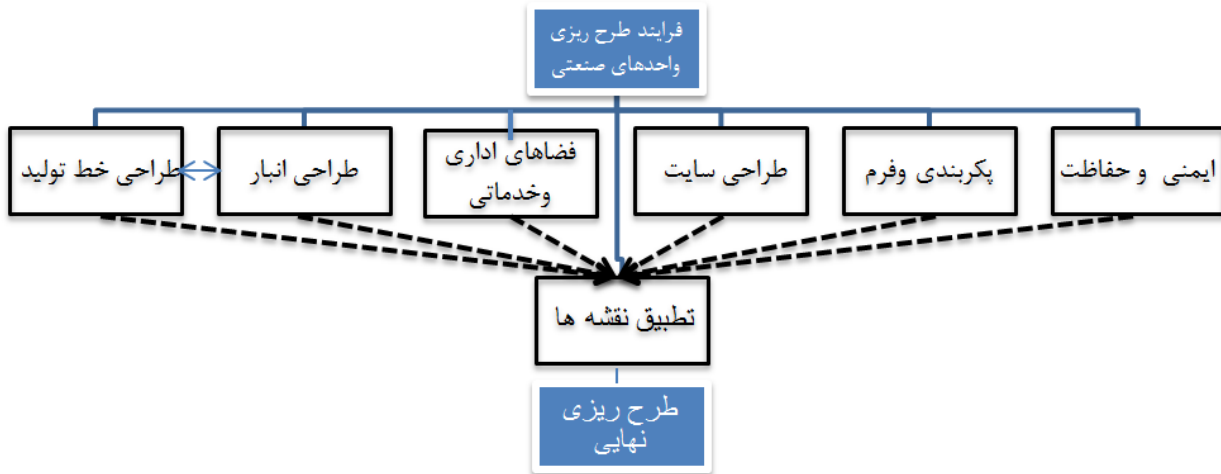 فرایند طرح ریزی
واحدهای صنعتی
ایمنی و حفاظت
پکربندی وفرم
طراحی سایت
فضاهای اداری
وخدماتی
طراحی انبار
طراحی خط تولید
تطبیق نقشه ها
طرح ریزی
نهایی